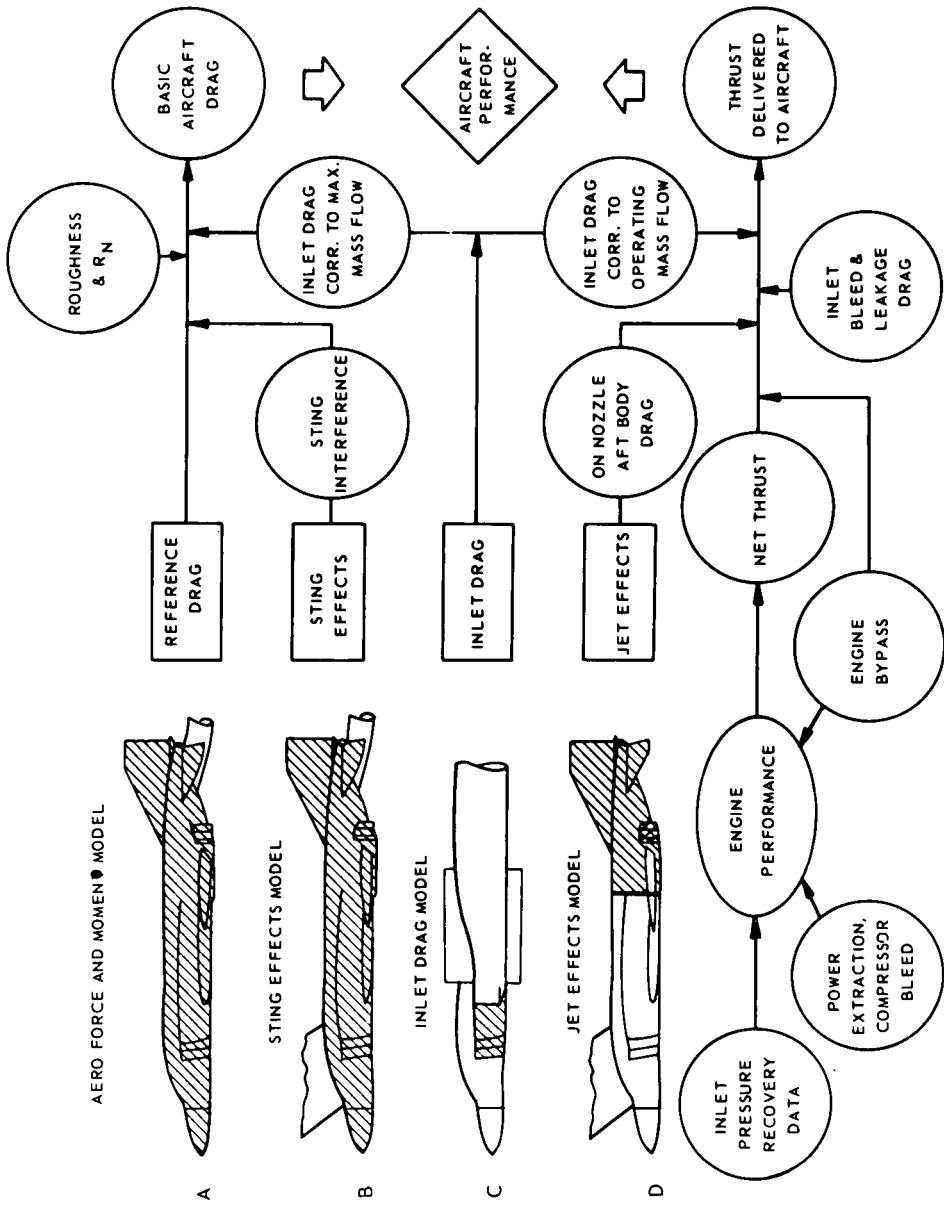 AERO FORCE AND MOMENT MODEL
A
REFERENCE
DRAG
ROUGHNESS
& RN
BASIC
AIRCRAFT
DRAG
STING EFFECTS MODEL
B
STING
EFFECTS
STING
INTERFERENCE
INLET DRAG
CORR. TO MAX.
MASS FLOW
INLET DRAG MODEL
C
INLET DRAG
AIRCRAFT
PERFOR-
MANCE
JET EFFECTS MODEL
D
JET EFFECTS
ON NOZZLE
AFT BODY
DRAG
INLET DRAG
CORR. TO
OPERATING
MASS FLOW
INLET
PRESSURE
RECOVERY
DATA
ENGINE
PERFORMANCE
NET THRUST
THRUST
DELIVERED
TO AIRCRAFT
POWER
EXTRACTION,
COMPRESSOR
BLEED
ENGINE
BYPASS
INLET
BLEED &
LEAKAGE
DRAG